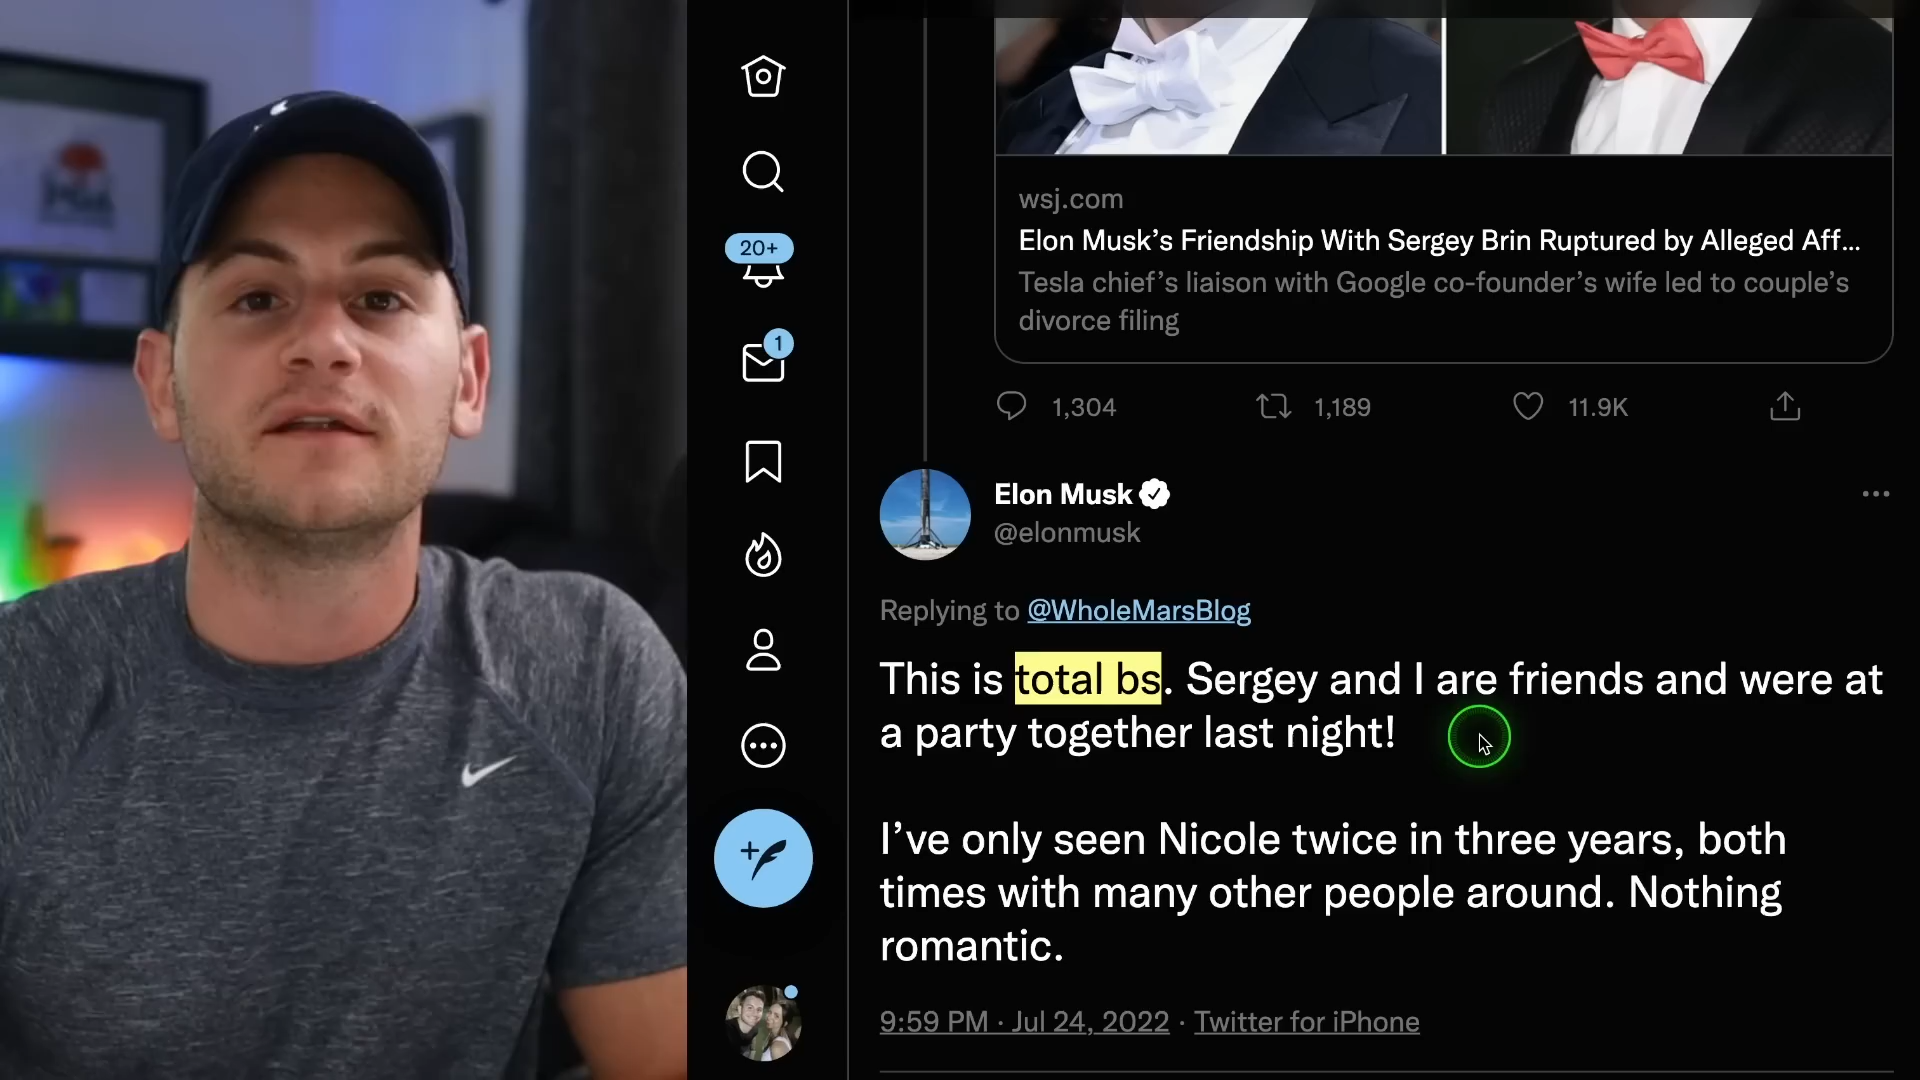 wsj.com
Elon Musk’s Friendship With Sergey Brin Ruptured by Alleged Aff...
Tesla chief’s liaison with Google co-founder’s wife led to couple’s
divorce filing
1,304 1,189 11.9K
20+
1
Elon Musk
@elonmusk
Replying to @WholeMarsBlog
This is total bs. Sergey and I are friends and were at
a party together last night!
I’ve only seen Nicole twice in three years, both
times with many other people around. Nothing
romantic.
9:59 PM · Jul 24, 2022 · Twitter for iPhone